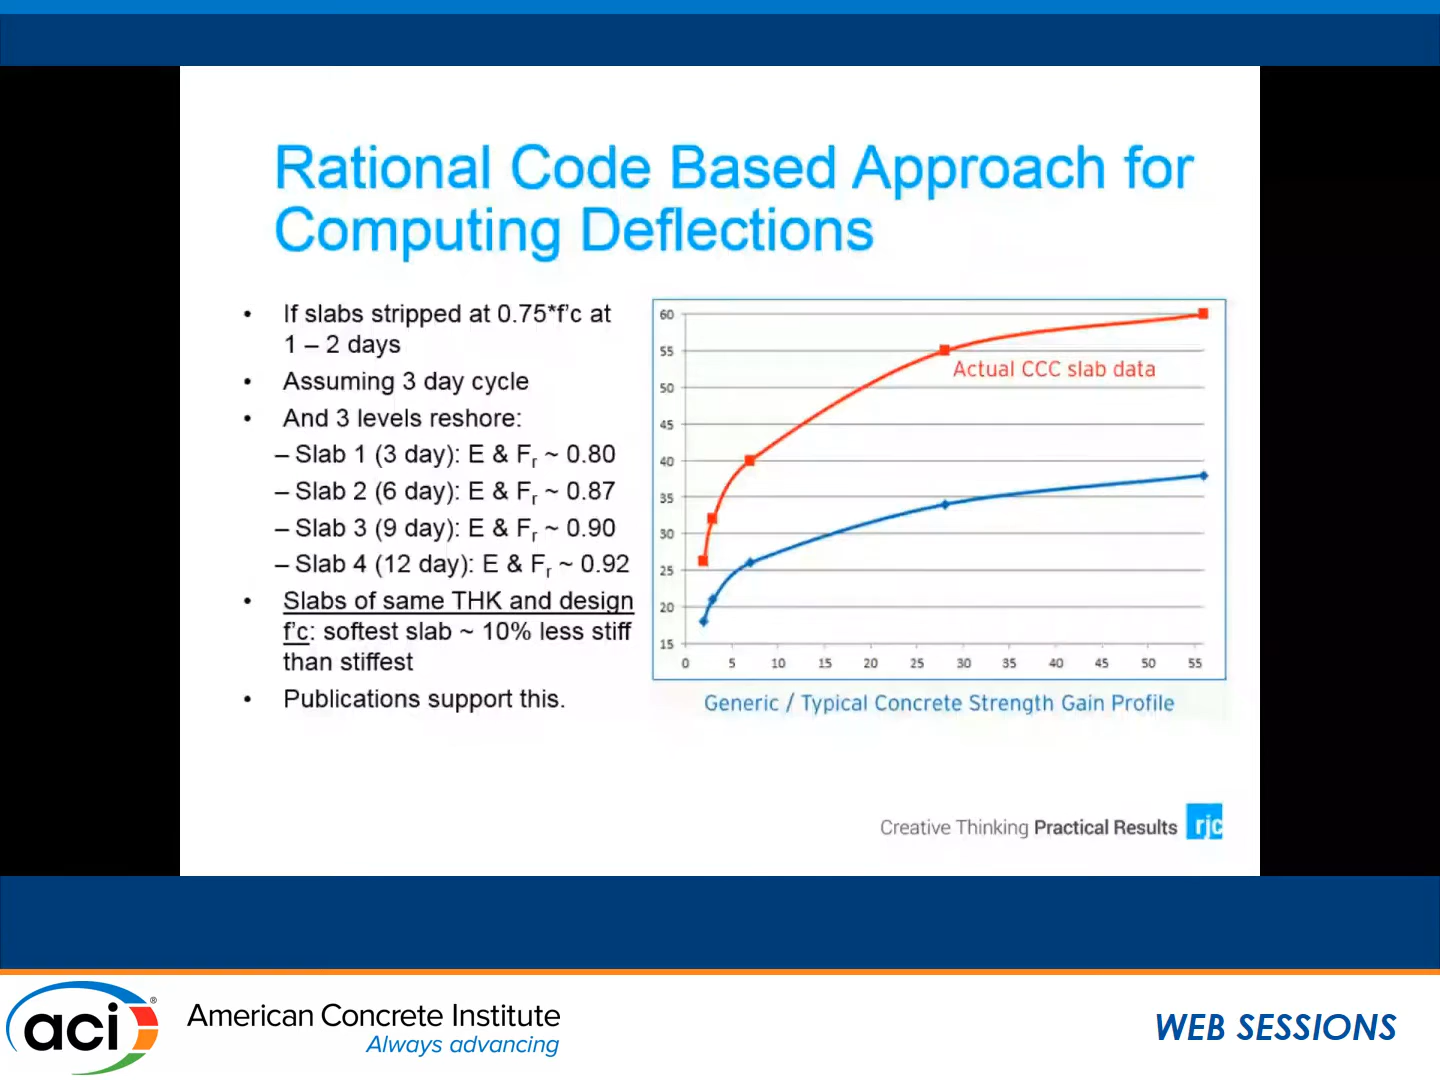 Rational Code Based Approach for
Computing Deflections
• If slabs stripped at 0.75*f'c at
1 – 2 days
• Assuming 3 day cycle
• And 3 levels reshore:
– Slab 1 (3 day): E & Fr ~ 0.80
– Slab 2 (6 day): E & Fr ~ 0.87
– Slab 3 (9 day): E & Fr ~ 0.90
– Slab 4 (12 day): E & Fr ~ 0.92
• Slabs of same THK and design
f'c: softest slab ~ 10% less stiff
than stiffest
• Publications support this.
60
55
50
45
40
35
30
25
20
15
0 5 10 15 20 25 30 35 40 45 50 55
Actual CCC slab data
Generic / Typical Concrete Strength Gain Profile
Creative Thinking Practical Results rjc
aci®
American Concrete Institute
Always advancing
WEB SESSIONS